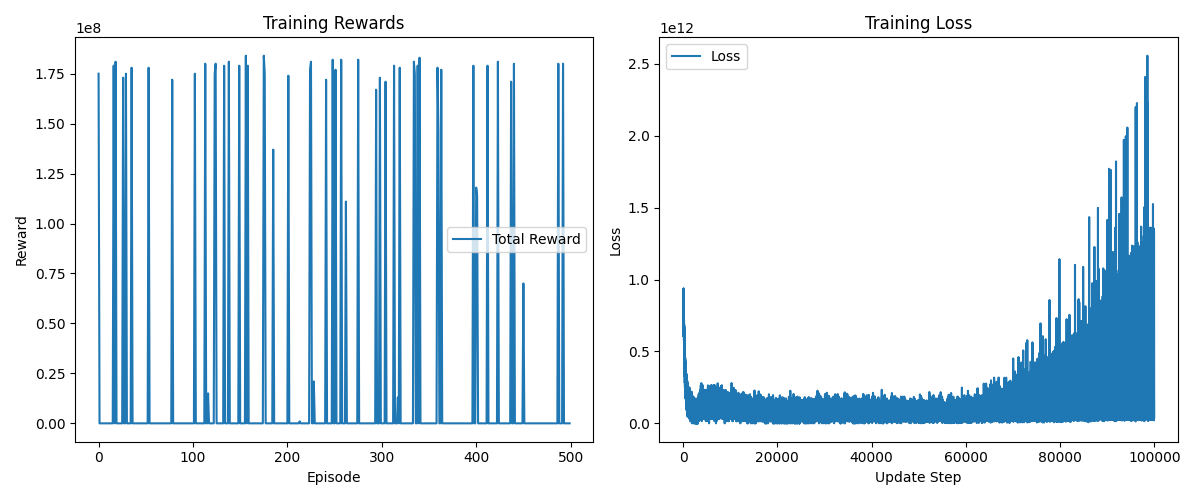 Training Rewards
1e8
1.75
1.50
1.25
1.00
0.75
0.50
0.25
0.00
Reward
Total Reward
0
100
200
300
400
500
Episode
Training Loss
1e12
Loss
2.5
2.0
1.5
1.0
0.5
0.0
Loss
0
20000
40000
60000
80000
100000
Update Step